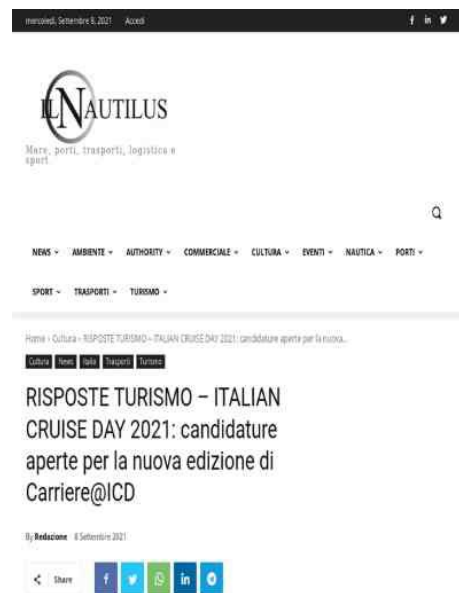 mercoledì, Settembre 8, 2021 Accedi
IL NAUTILUS
Mare, porti, trasporti, logistica e
sport
NEWS AMBIENTE AUTHORITY COMMERCIALE CULTURA EVENTI NAUTICA PORTI
SPORT TRASPORTI TURISMO
Home › Cultura › RISPOSTE TURISMO – ITALIAN CRUISE DAY 2021: candidature aperte per la nuova...
Cultura News Italia Trasporti Turismo
RISPOSTE TURISMO – ITALIAN
CRUISE DAY 2021: candidature
aperte per la nuova edizione di
Carriere@ICD
By Redazione 8 Settembre 2021
Share